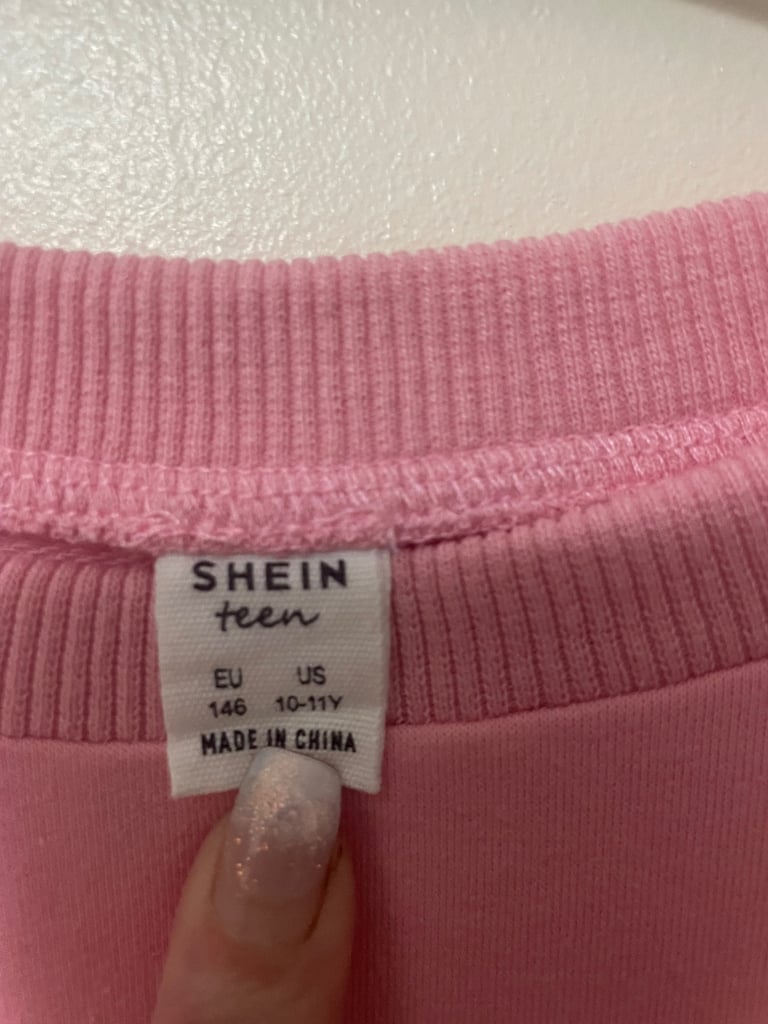 SHEIN
teen
EU US
146 10-11Y
MADE IN CHINA